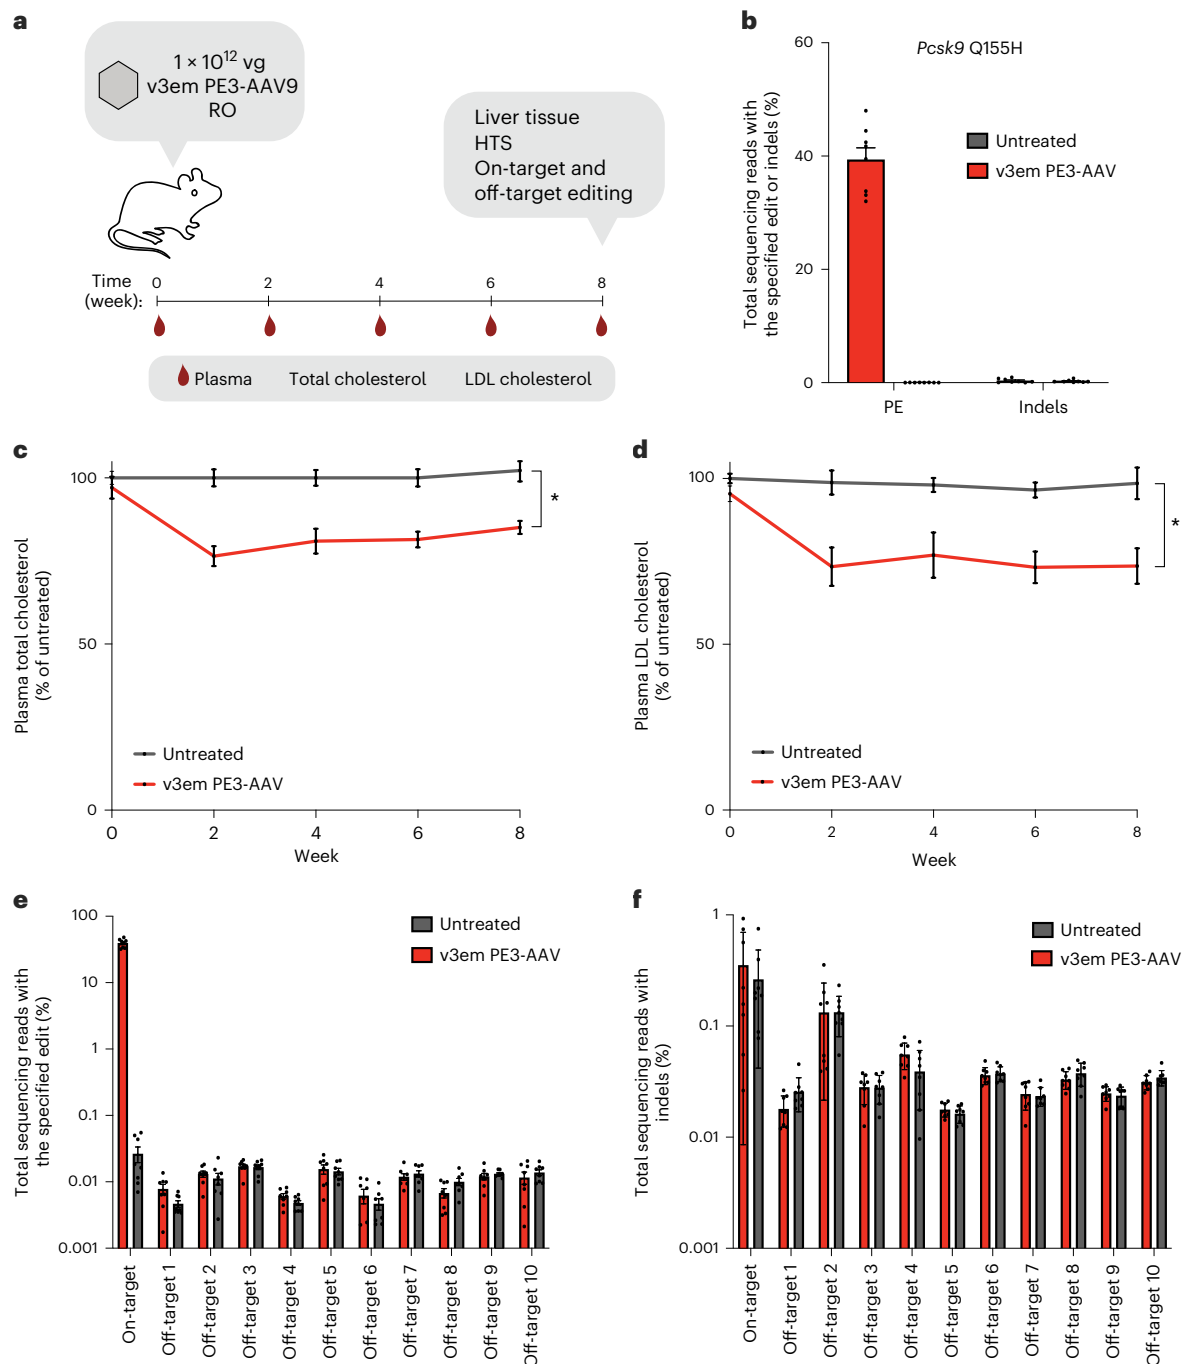 a
1 × 10¹² vg
v3em PE3-AAV9
RO
Liver tissue
HTS
On-target and
off-target editing
Time
(week):
0
2
4
6
8
Plasma
Total cholesterol
LDL cholesterol
b
Total sequencing reads with
the specified edit or indels (%)
60
40
20
0
Pcsk9 Q155H
Untreated
v3em PE3-AAV
PE
Indels
c
Plasma total cholesterol
(% of untreated)
100
50
0
*
Untreated
v3em PE3-AAV
0
2
4
6
8
Week
d
Plasma LDL cholesterol
(% of untreated)
100
50
0
*
Untreated
v3em PE3-AAV
0
2
4
6
8
Week
e
Total sequencing reads with
the specified edit (%)
100
10
1
0.1
0.01
0.001
Untreated
v3em PE3-AAV
On-target
Off-target 1
Off-target 2
Off-target 3
Off-target 4
Off-target 5
Off-target 6
Off-target 7
Off-target 8
Off-target 9
Off-target 10
f
Total sequencing reads with
indels (%)
1
0.1
0.01
0.001
Untreated
v3em PE3-AAV
On-target
Off-target 1
Off-target 2
Off-target 3
Off-target 4
Off-target 5
Off-target 6
Off-target 7
Off-target 8
Off-target 9
Off-target 10